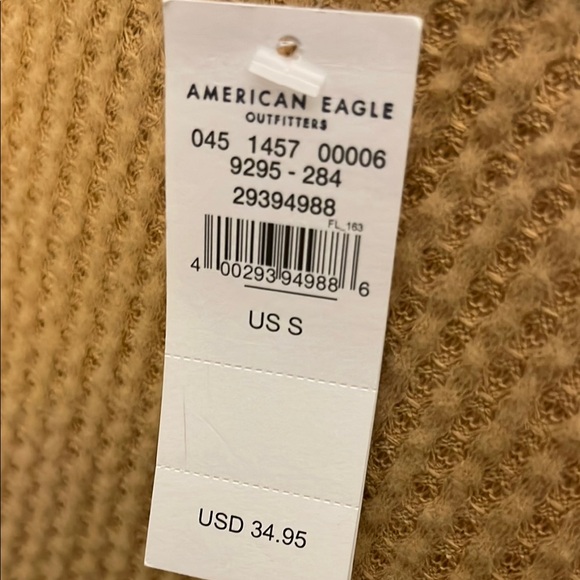 AMERICAN EAGLE
OUTFITTERS
045 1457 00006
9295 - 284
29394988
FL_163
4 00293 94988 6
US S
USD 34.95